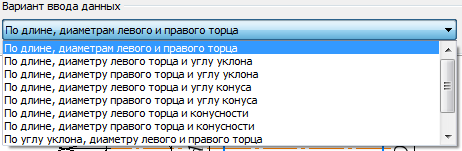 Вариант ввода данных
По длине, диаметрам левого и правого торца
По длине, диаметрам левого и правого торца
По длине, диаметру левого торца и углу уклона
По длине, диаметру правого торца и углу уклона
По длине, диаметру левого торца и углу конуса
По длине, диаметру правого торца и углу конуса
По длине, диаметру левого торца и конусности
По длине, диаметру правого торца и конусности
По углу уклона, диаметру левого и правого торца